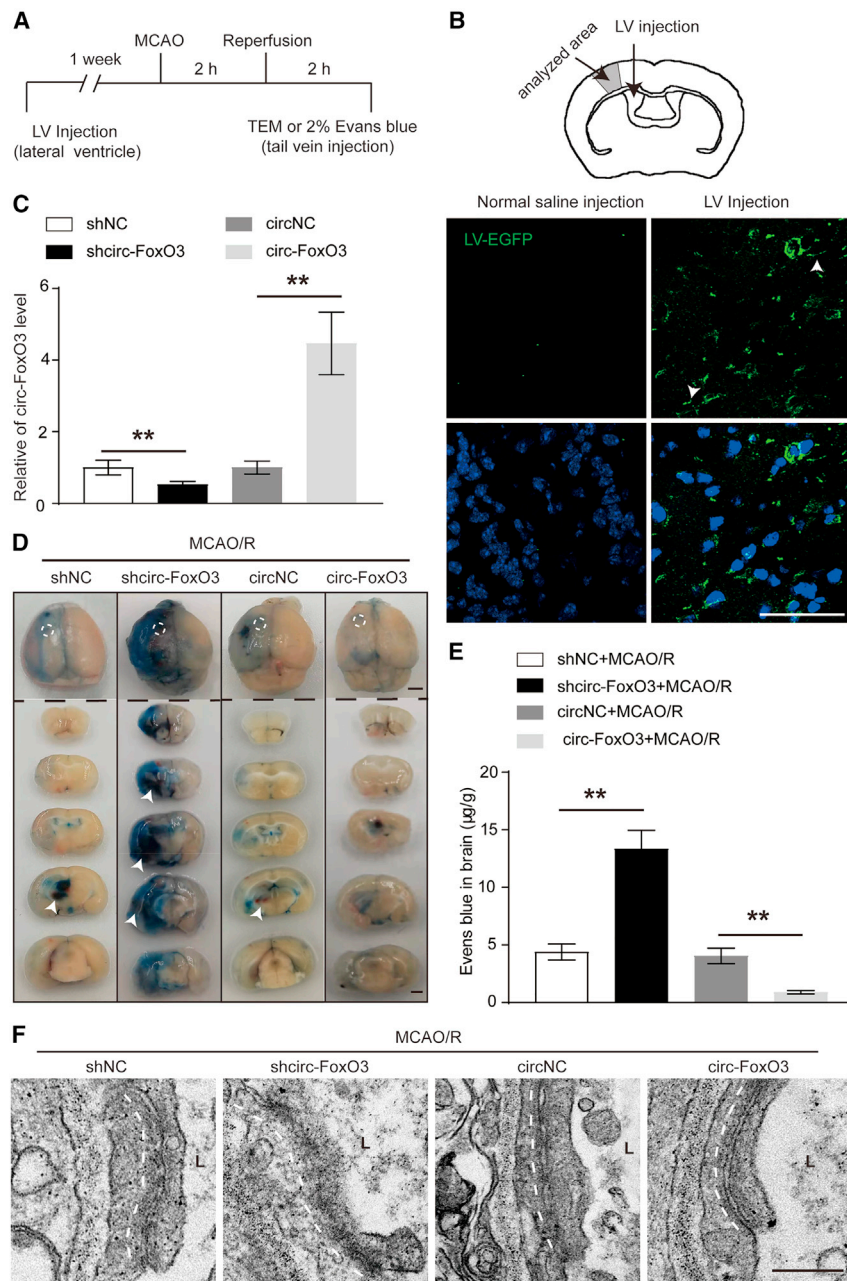 A
MCAO
Reperfusion
1 week
2 h
2 h
LV Injection
(lateral ventricle)
TEM or 2% Evans blue
(tail vein injection)
B
LV injection
analyzed area
Normal saline injection
LV Injection
LV-EGFP
C
shNC
circNC
shcirc-FoxO3
circ-FoxO3
Relative of circ-FoxO3 level
6
4
2
0
**
**
D
MCAO/R
shNC
shcirc-FoxO3
circNC
circ-FoxO3
E
shNC+MCAO/R
shcirc-FoxO3+MCAO/R
circNC+MCAO/R
circ-FoxO3+MCAO/R
Evens blue in brain (μg/g)
20
15
10
5
0
**
**
F
MCAO/R
shNC
shcirc-FoxO3
circNC
circ-FoxO3
L
L
L
L